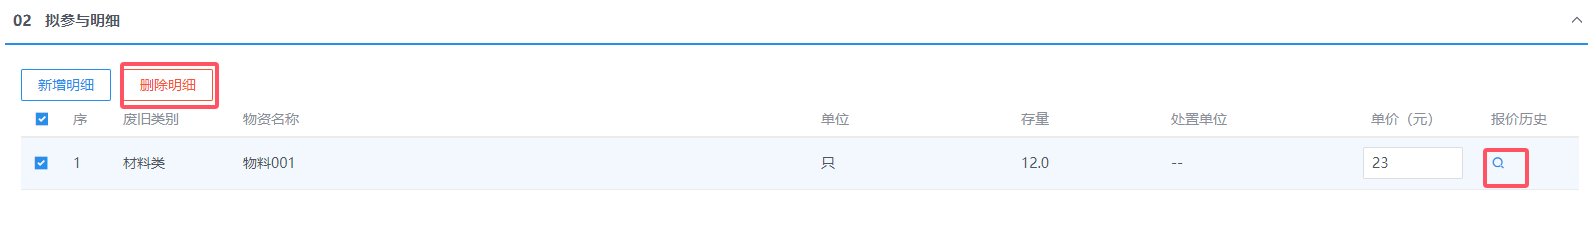 02 拟参与明细
新增明细 删除明细
序 废旧类别 物资名称 单位 存量 处置单位 单价（元） 报价历史
1 材料类 物料001 只 12.0 -- 23